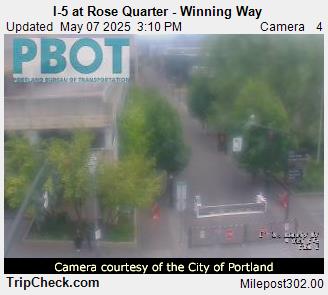 I-5 at Rose Quarter - Winning Way
Updated May 07 2025 3:10 PM Camera 4
PBOT
PORTLAND BUREAU OF TRANSPORTATION
Camera courtesy of the City of Portland
TripCheck.com Milepost302.00